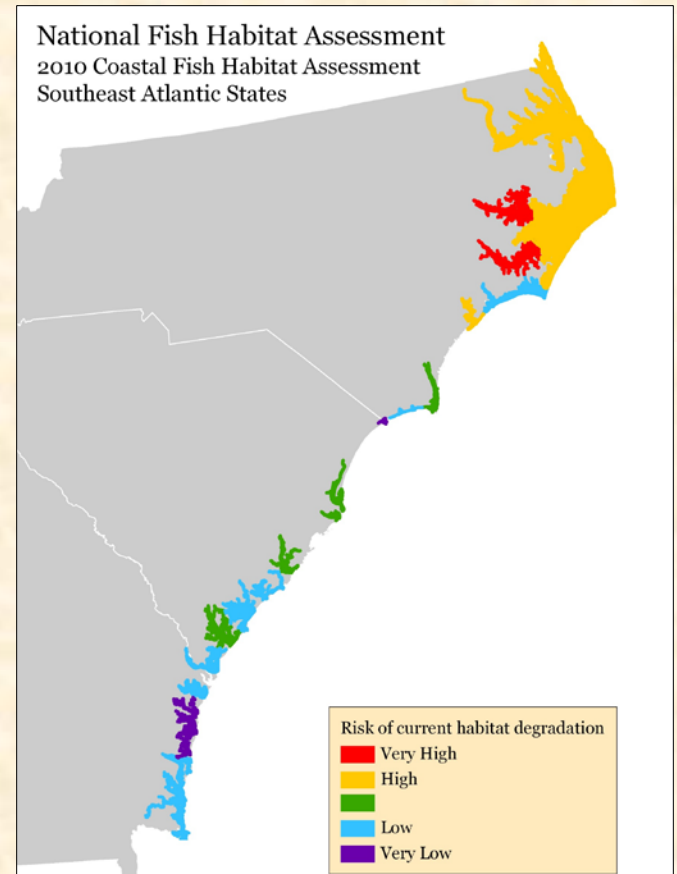 National Fish Habitat Assessment
2010 Coastal Fish Habitat Assessment
Southeast Atlantic States
Risk of current habitat degradation
Very High
High
Low
Very Low